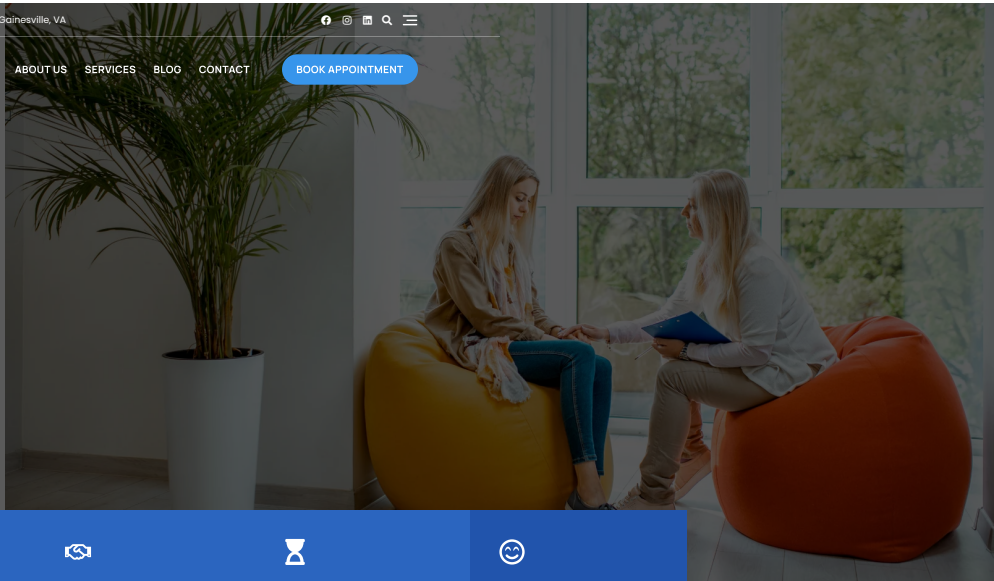 Gainesville, VA
ABOUT US SERVICES BLOG CONTACT BOOK APPOINTMENT